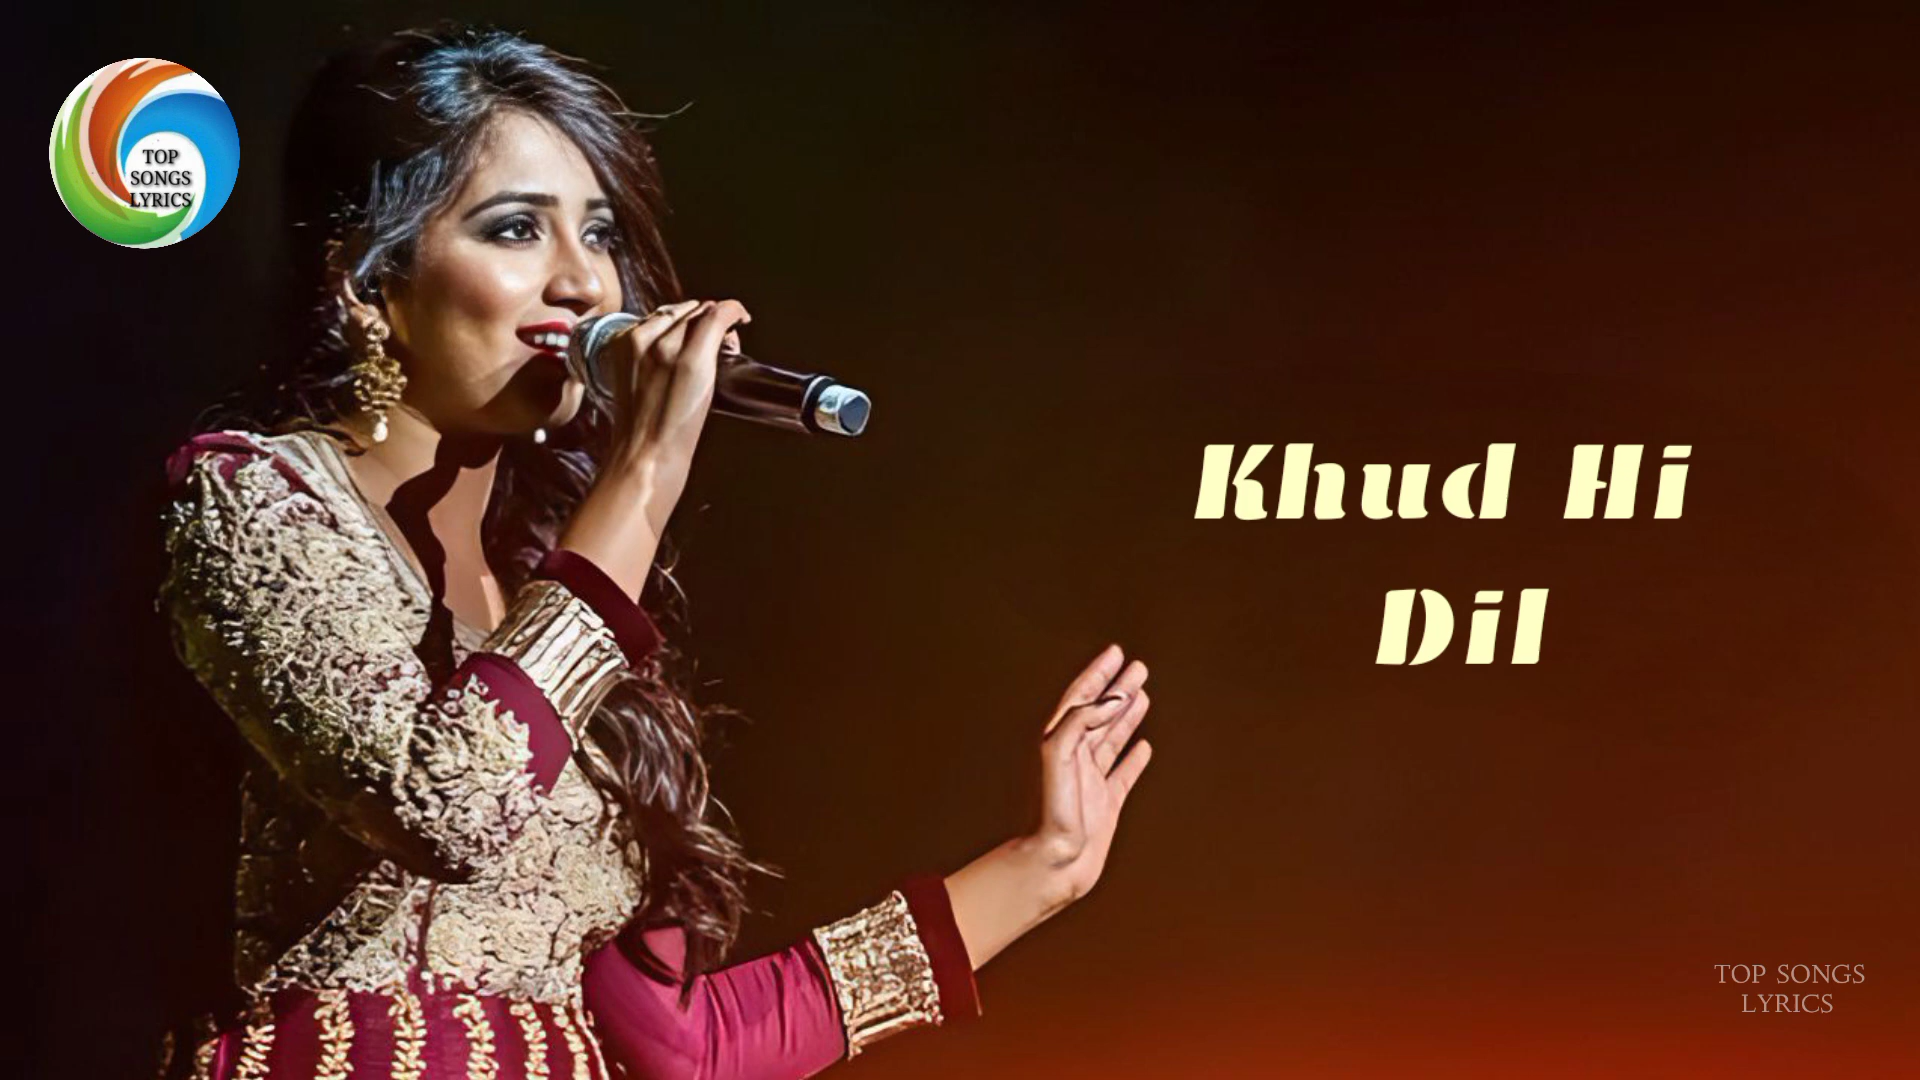 TOP
SONGS
LYRICS
Khud Hi
Dil
TOP SONGS
LYRICS